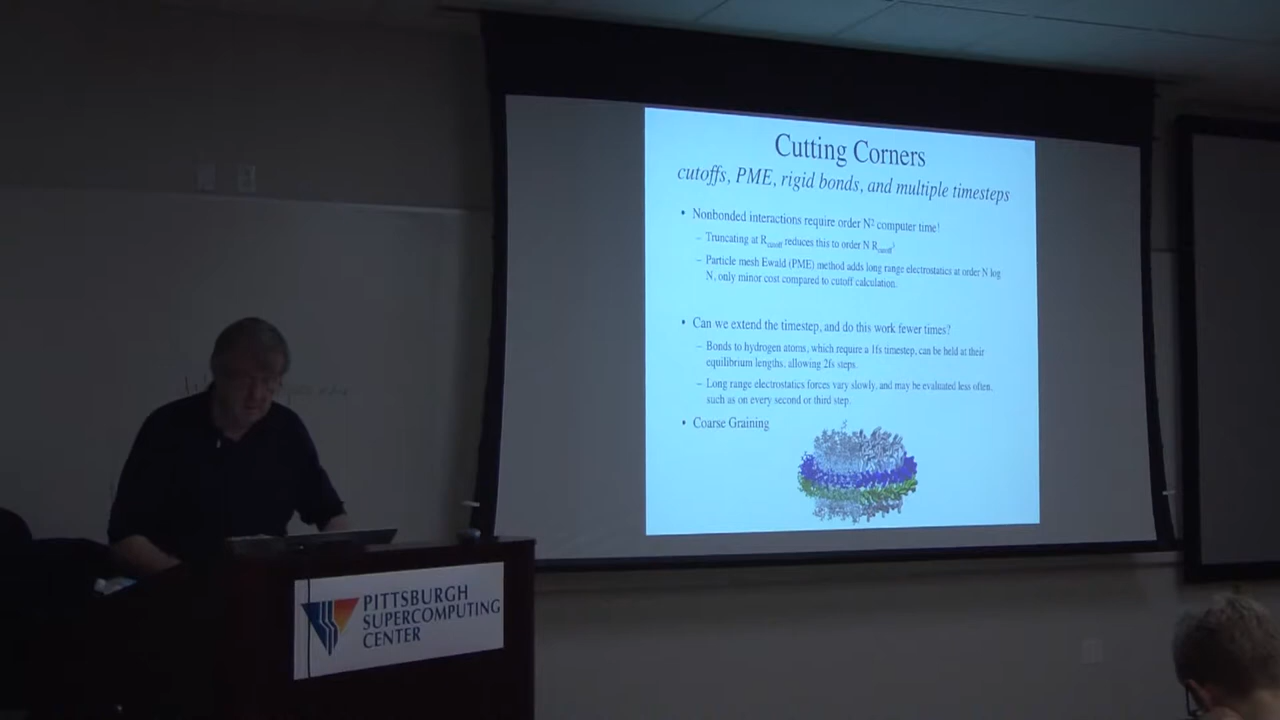 Cutting Corners
cutoffs, PME, rigid bonds, and multiple timesteps
• Nonbonded interactions require order N² computer time!
– Truncating at Rcutoff reduces this to order N Rcutoff³
– Particle mesh Ewald (PME) method adds long range electrostatics at order N log
N, only minor cost compared to cutoff calculation.
• Can we extend the timestep, and do this work fewer times?
– Bonds to hydrogen atoms, which require a 1fs timestep, can be held at their
equilibrium lengths, allowing 2fs steps.
– Long range electrostatics forces vary slowly, and may be evaluated less often,
such as on every second or third step.
• Coarse Graining
PITTSBURGH
SUPERCOMPUTING
CENTER